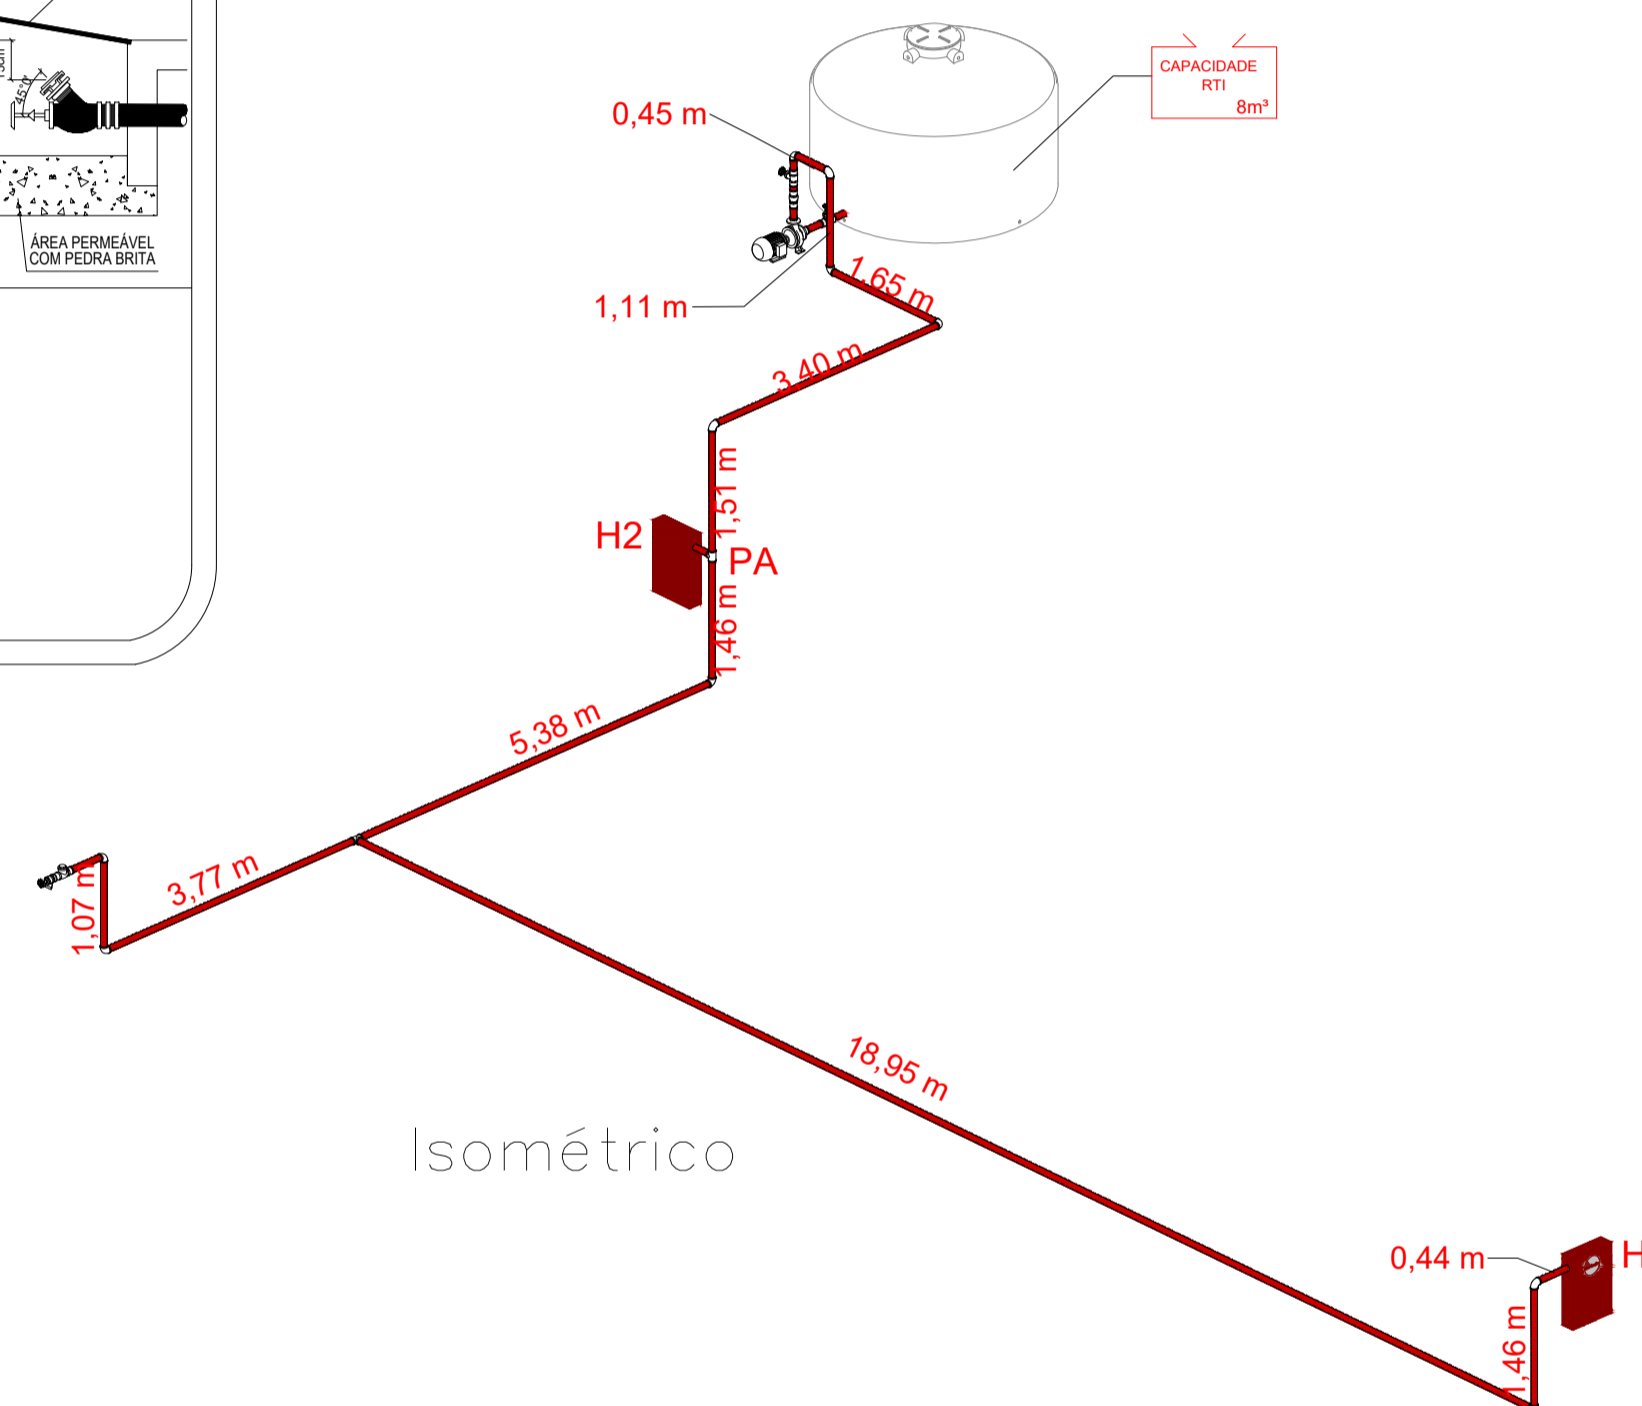 45°0'
ÁREA PERMEÁVEL
COM PEDRA BRITA
CAPACIDADE
RTI
8m³
0,45 m
1,11 m
1,65 m
3,40 m
1,51 m
H2
PA
1,46 m
5,38 m
3,77 m
1,07 m
18,95 m
Isométrico
0,44 m
H
1,46 m